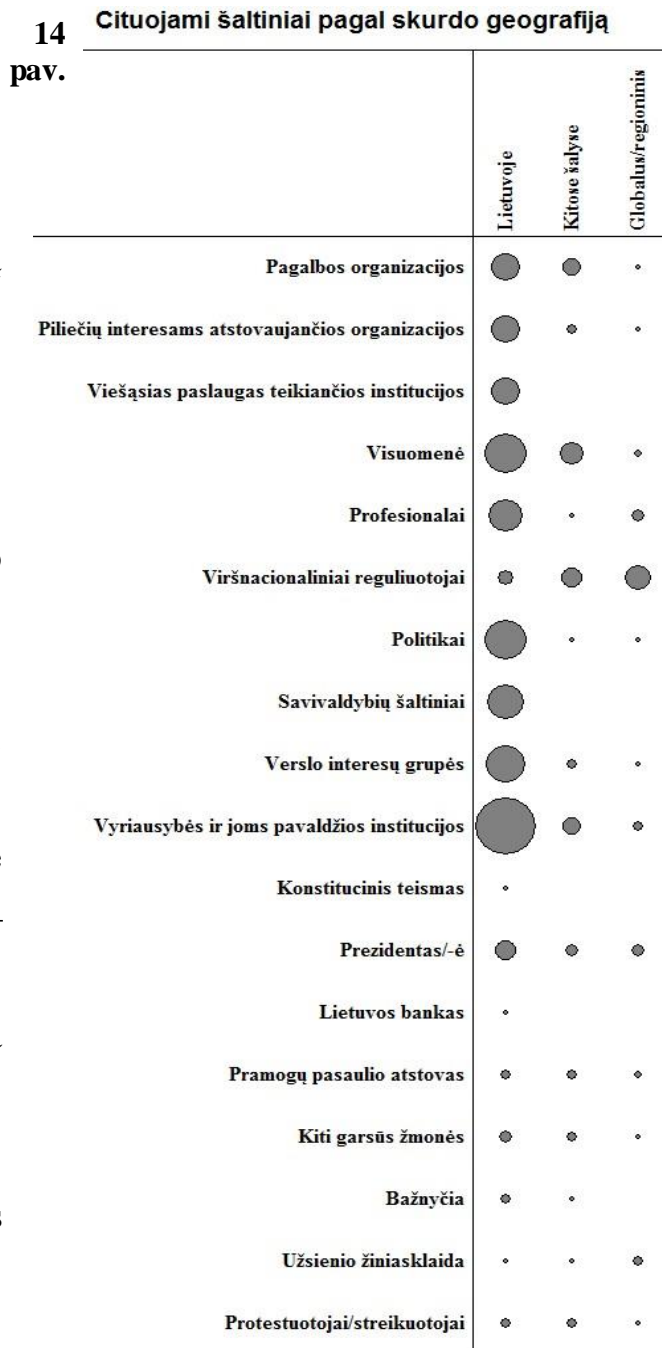 14
pav.
Cituojami šaltiniai pagal skurdo geografiją
Lietuvoje
Kitose šalyse
Globalus/regioninis
Pagalbos organizacijos
Piliečių interesams atstovaujančios organizacijos
Viešąsias paslaugas teikiančios institucijos
Visuomenė
Profesionalai
Viršnacionaliniai reguliuotojai
Politikai
Savivaldybių šaltiniai
Verslo interesų grupės
Vyriausybės ir joms pavaldžios institucijos
Konstitucinis teismas
Prezidentas/-ė
Lietuvos bankas
Pramogų pasaulio atstovas
Kiti garsūs žmonės
Bažnyčia
Užsienio žiniasklaida
Protestuotojai/streikuotojai